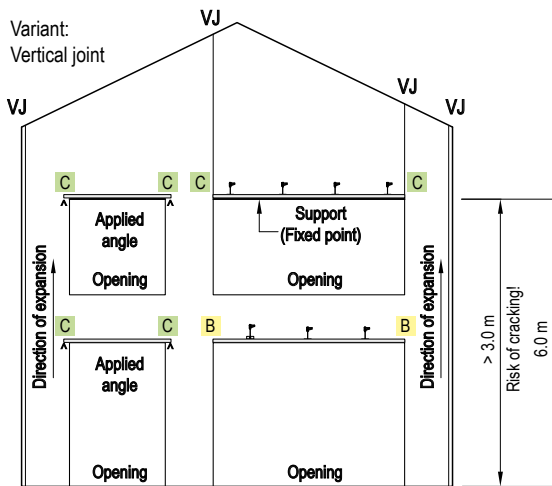 Variant:
Vertical joint
VJ
VJ
VJ
VJ
C
C
C
C
Applied
angle
Support
(Fixed point)
Opening
Opening
Direction of expansion
Direction of expansion
C
C
B
B
Applied
angle
Opening
Opening
> 3.0 m
Risk of cracking!
6.0 m